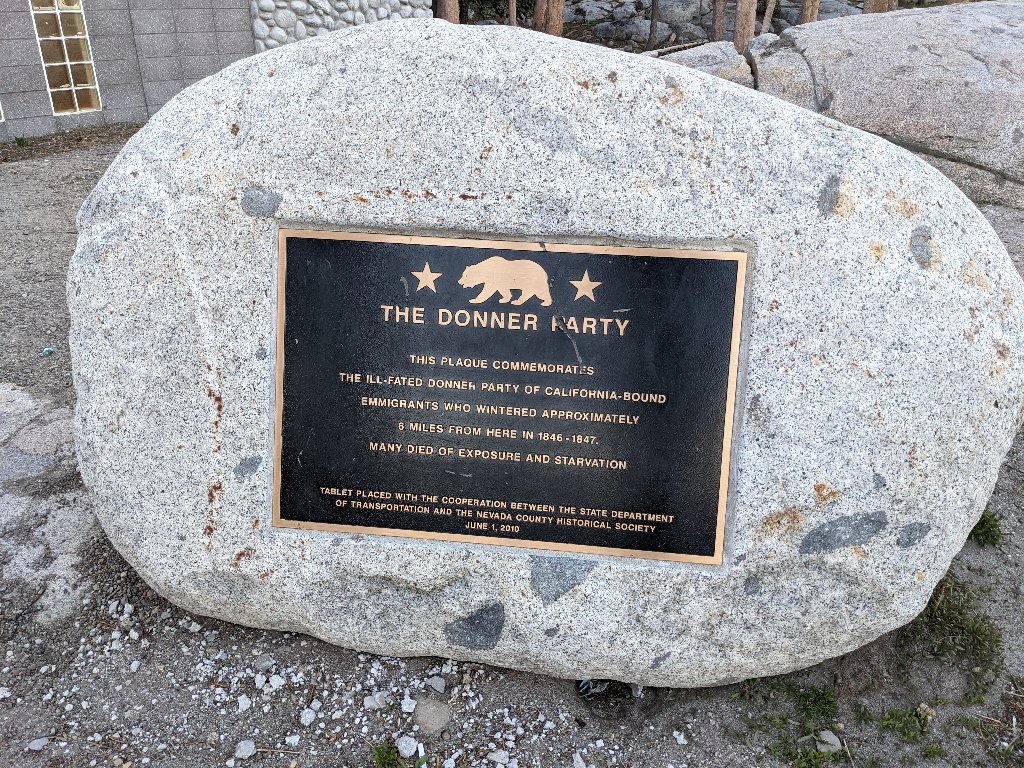 THE DONNER PARTY
THIS PLAQUE COMMEMORATES
THE ILL-FATED DONNER PARTY OF CALIFORNIA-BOUND
EMMIGRANTS WHO WINTERED APPROXIMATELY
6 MILES FROM HERE IN 1846-1847.
MANY DIED OF EXPOSURE AND STARVATION
TABLET PLACED WITH THE COOPERATION BETWEEN THE STATE DEPARTMENT
OF TRANSPORTATION AND THE NEVADA COUNTY HISTORICAL SOCIETY
JUNE 1, 2010